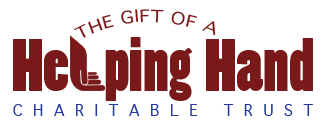 THE GIFT OF A
Helping Hand
CHARITABLE TRUST